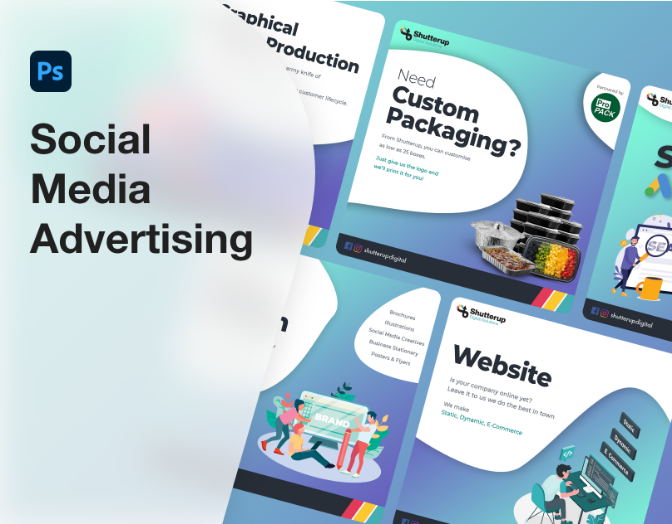 Ps
Social
Media
Advertising
Graphical
Production
army knife of
customer lifecycle.
Shutterup
Need
Custom
Packaging?
From Shutterup, you can customise
as low as 25 boxes.
Just give us the logo and
we'll print it for you!
Ventured by
Pro
PACK
shutterupdigital
S
SE
shutterupdigital
n
Brochures
Illustrations
Social Media Creatives
Business Stationery
Posters & Flyers
BRAND
Shutterup
Website
Is your company online yet?
Leave it to us we do the best in town
We make
Static, Dynamic, E-Commerce
Static
Dynamic
E-Commerce